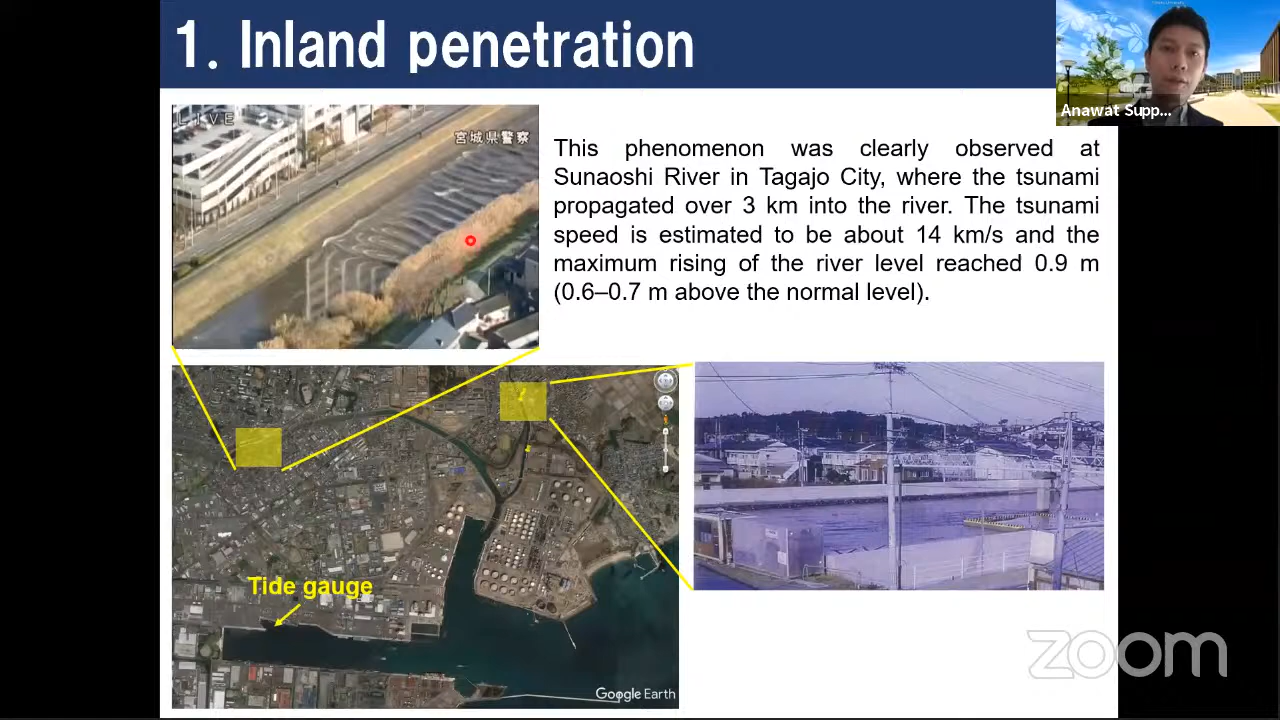 1. Inland penetration
Anawat Supp...
LIVE
宮城県警察
This phenomenon was clearly observed at
Sunaoshi River in Tagajo City, where the tsunami
propagated over 3 km into the river. The tsunami
speed is estimated to be about 14 km/s and the
maximum rising of the river level reached 0.9 m
(0.6–0.7 m above the normal level).
Tide gauge
Google Earth
zoom